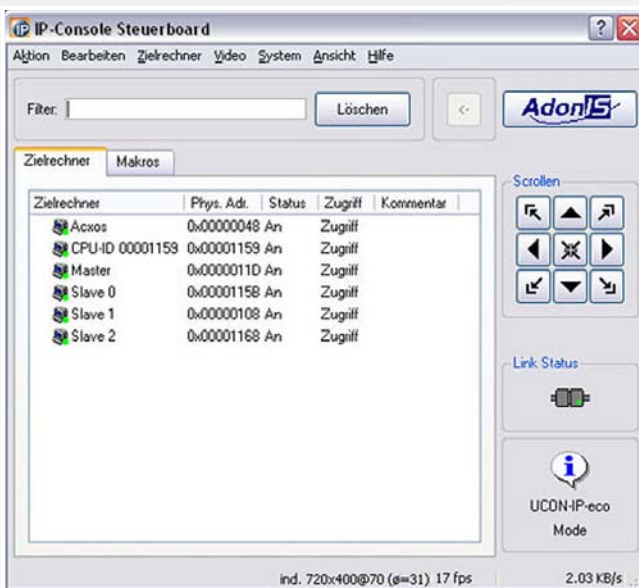 IP-Console Steuerboard
Aktion Bearbeiten Zielrechner Video System Ansicht Hilfe
Filter: Löschen <-
AdonIS
Zielrechner Makros
Scrollen
Zielrechner Phys. Adr. Status Zugriff Kommentar
Acxos 0x00000048 An Zugriff
CPU-ID 00001159 0x00001159 An Zugriff
Master 0x0000011D An Zugriff
Slave 0 0x0000115B An Zugriff
Slave 1 0x00000108 An Zugriff
Slave 2 0x00001168 An Zugriff
Link Status
UCON-IP-eco
Mode
ind. 720x400@70 (ø=31) 17 fps 2.03 KB/s